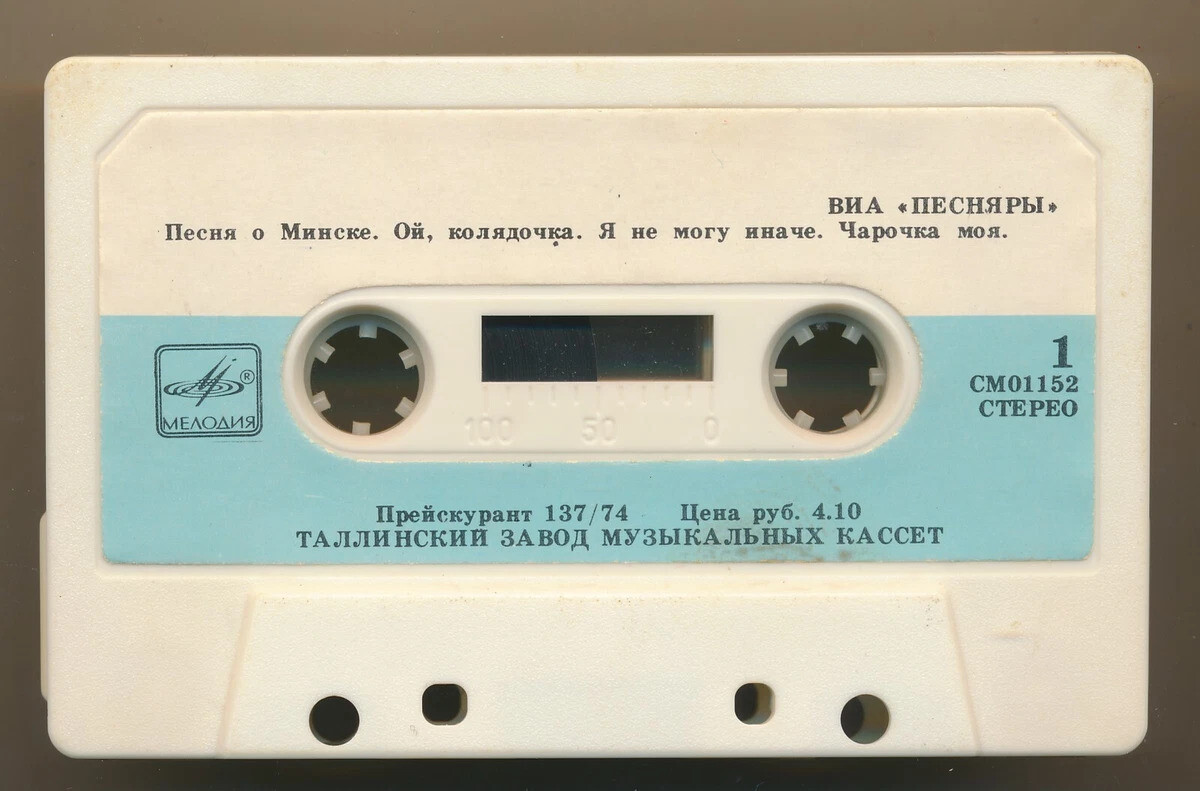 ВИА «ПЕСНЯРЫ»
Песня о Минске. Ой, колядочка. Я не могу иначе. Чарочка моя.
®
МЕЛОДИЯ
1
СМ01152
СТЕРЕО
100 50 0
Прейскурант 137/74 Цена руб. 4.10
ТАЛЛИНСКИЙ ЗАВОД МУЗЫКАЛЬНЫХ КАССЕТ